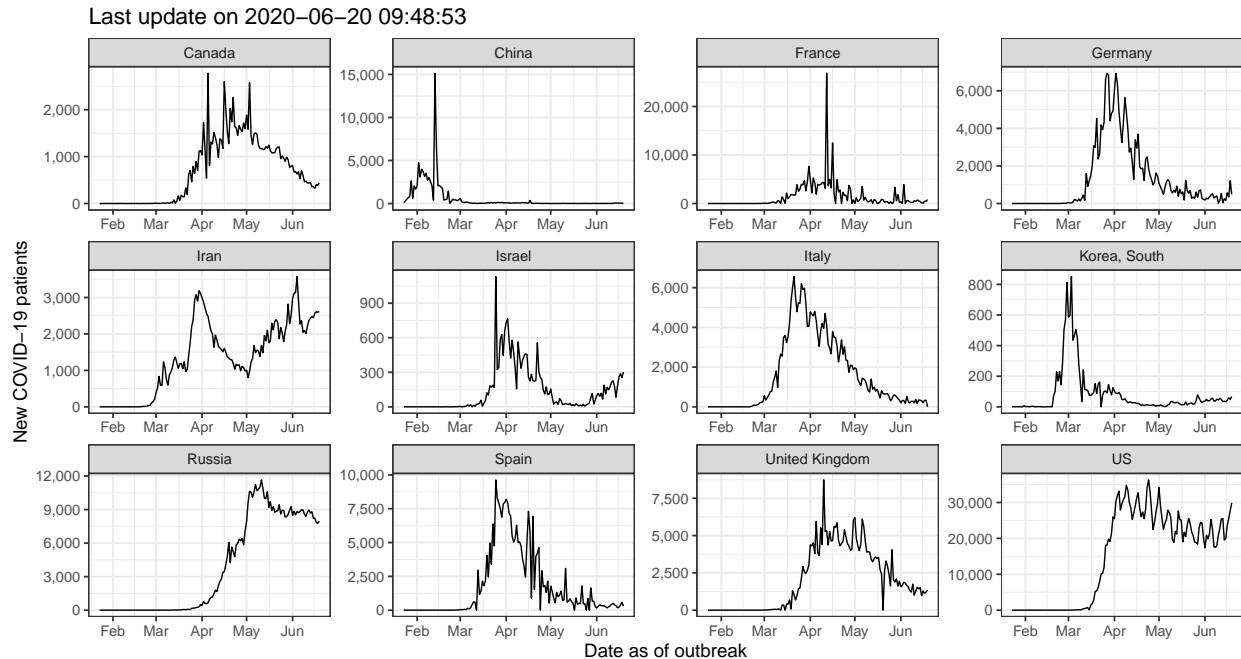 Last update on 2020−06−20 09:48:53
New COVID−19 patients
Canada
2,000
1,000
0
Feb Mar Apr May Jun
China
15,000
10,000
5,000
0
Feb Mar Apr May Jun
France
20,000
10,000
0
Feb Mar Apr May Jun
Germany
6,000
4,000
2,000
0
Feb Mar Apr May Jun
Iran
3,000
2,000
1,000
0
Feb Mar Apr May Jun
Israel
900
600
300
0
Feb Mar Apr May Jun
Italy
6,000
4,000
2,000
0
Feb Mar Apr May Jun
Korea, South
800
600
400
200
0
Feb Mar Apr May Jun
Russia
12,000
9,000
6,000
3,000
0
Feb Mar Apr May Jun
Spain
10,000
7,500
5,000
2,500
0
Feb Mar Apr May Jun
United Kingdom
7,500
5,000
2,500
0
Feb Mar Apr May Jun
US
30,000
20,000
10,000
0
Feb Mar Apr May Jun
Date as of outbreak